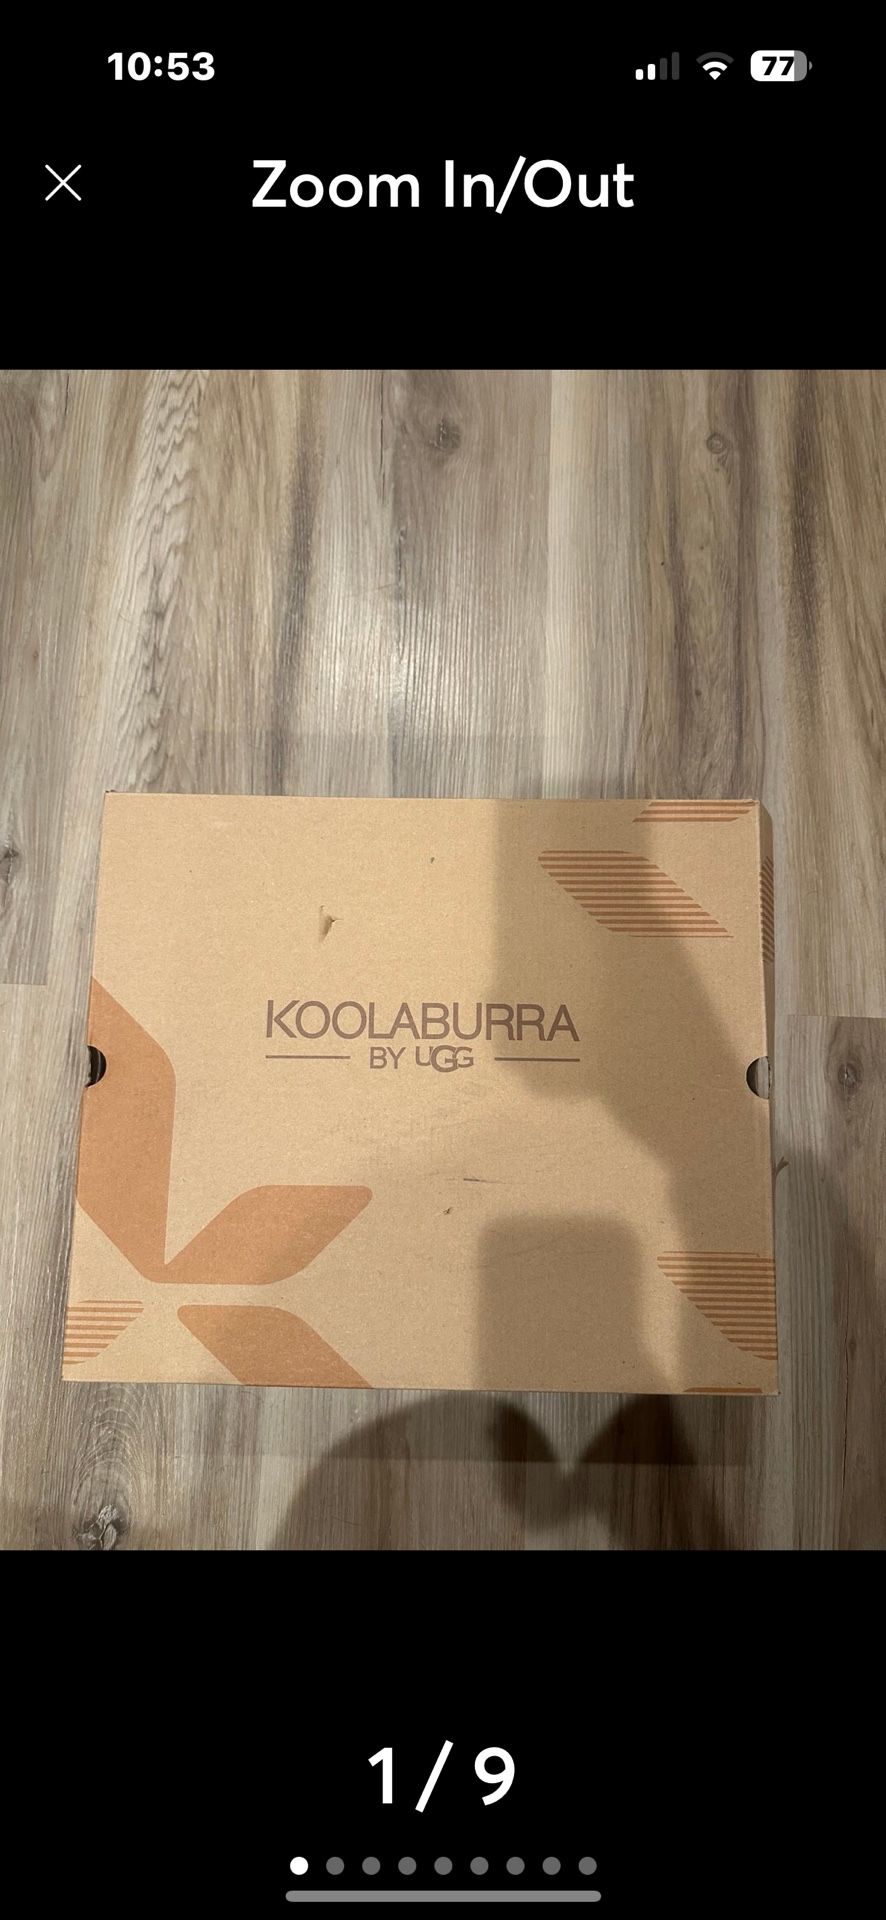 10:53
77
Zoom In/Out
KOOLABURRA
BY UGG
1 / 9